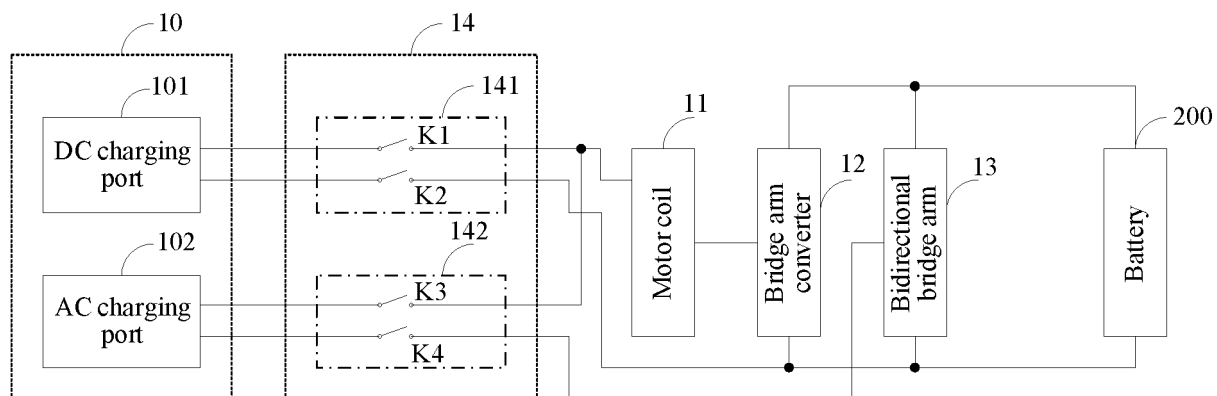 10
14
101
141
11
200
DC charging
port
K1
K2
12
13
Motor coil
Bridge arm
converter
Bidirectional
bridge arm
Battery
102
142
AC charging
port
K3
K4